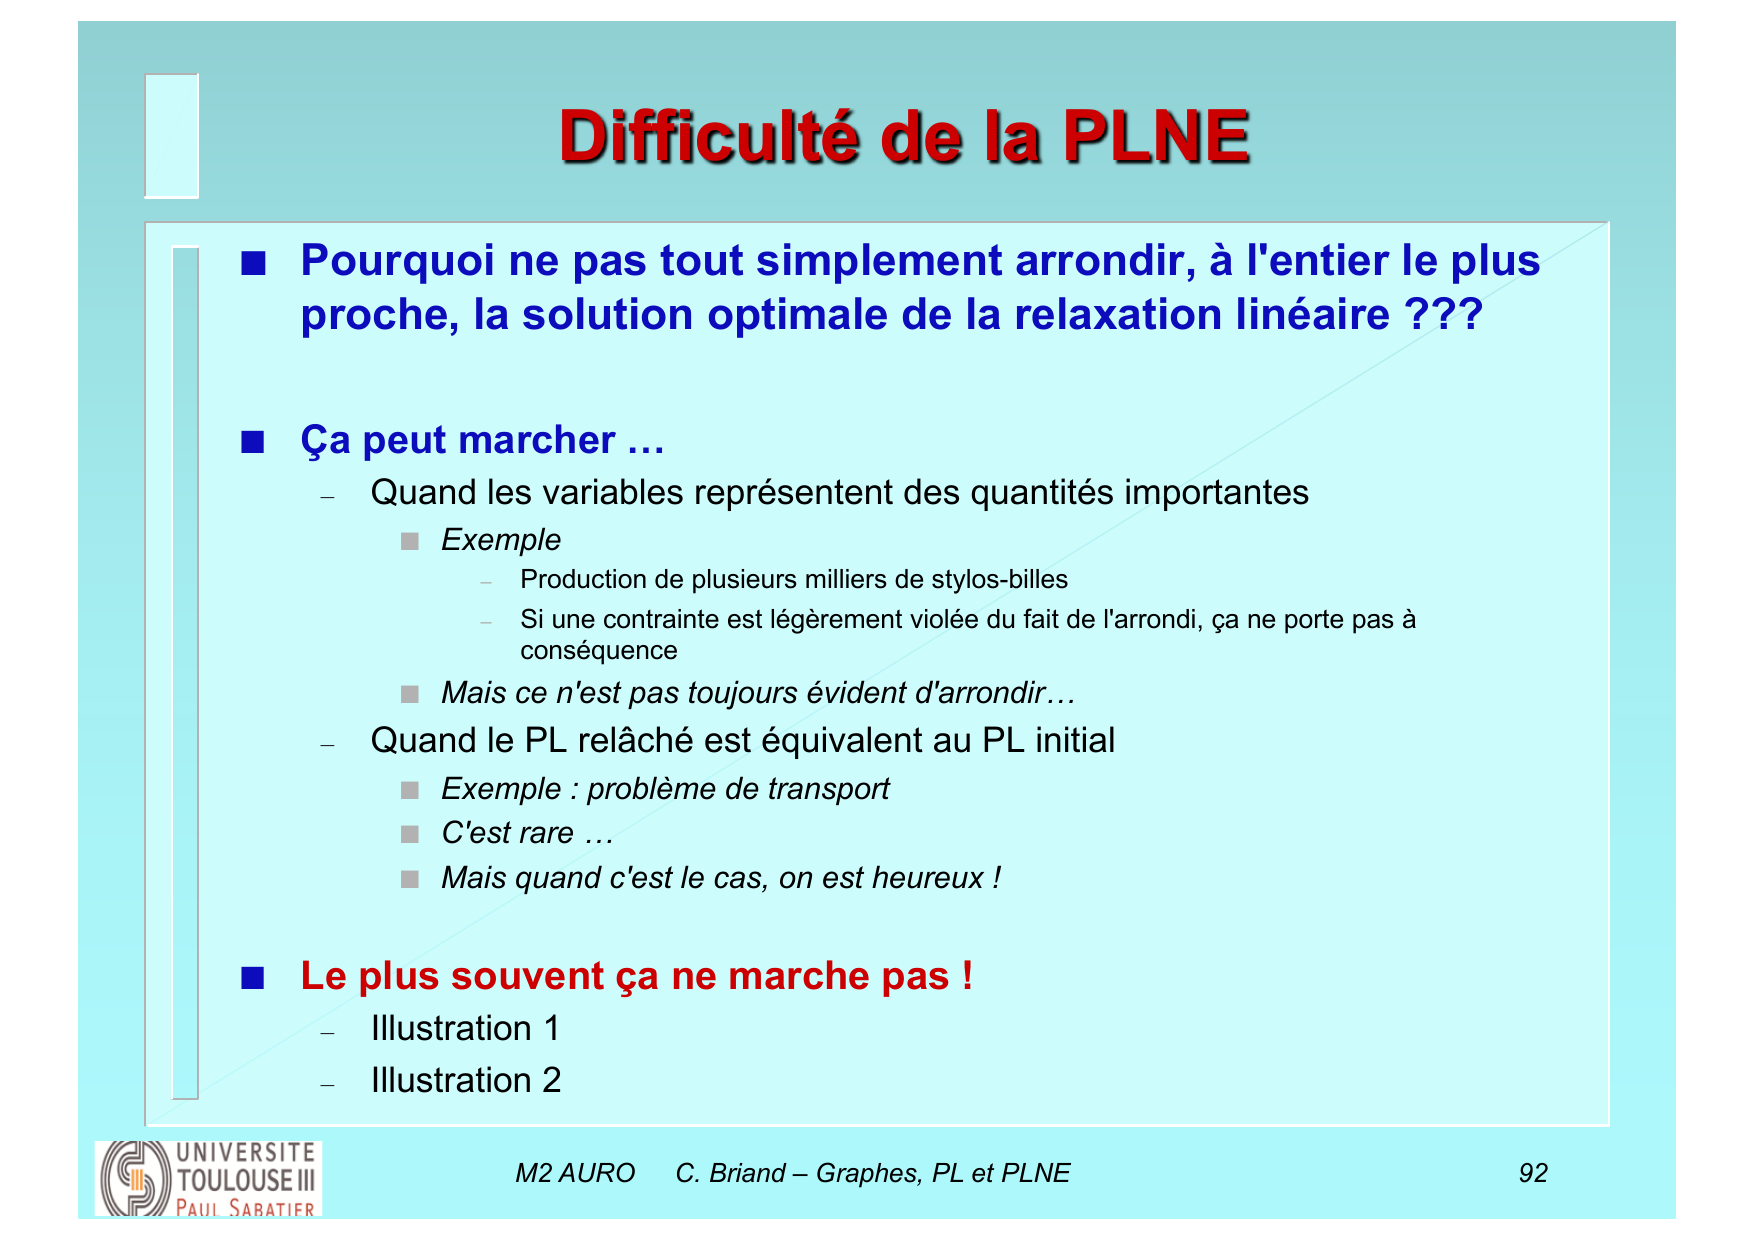 Difficulté de la PLNE
Pourquoi ne pas tout simplement arrondir, à l'entier le plus
proche, la solution optimale de la relaxation linéaire ???
Ça peut marcher …
– Quand les variables représentent des quantités importantes
Exemple
– Production de plusieurs milliers de stylos-billes
– Si une contrainte est légèrement violée du fait de l'arrondi, ça ne porte pas à
conséquence
Mais ce n'est pas toujours évident d'arrondir…
– Quand le PL relâché est équivalent au PL initial
Exemple : problème de transport
C'est rare …
Mais quand c'est le cas, on est heureux !
Le plus souvent ça ne marche pas !
– Illustration 1
– Illustration 2
UNIVERSITE
TOULOUSE III
PAUL SABATIER
M2 AURO C. Briand – Graphes, PL et PLNE 92